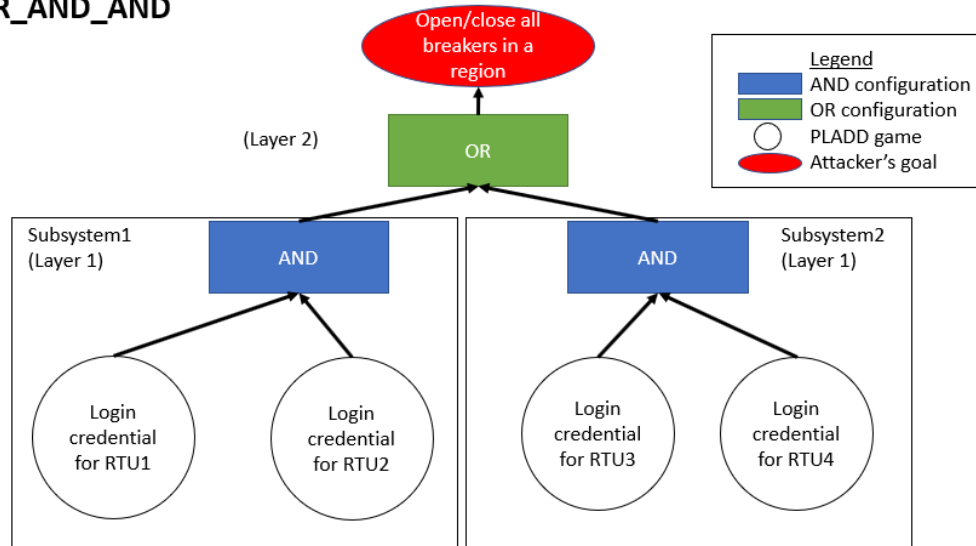 R_AND_AND
Open/close all
breakers in a
region
Legend
AND configuration
OR configuration
PLADD game
Attacker's goal
(Layer 2)
OR
Subsystem1
(Layer 1)
AND
AND
Subsystem2
(Layer 1)
Login
credential
for RTU1
Login
credential
for RTU2
Login
credential
for RTU3
Login
credential
for RTU4